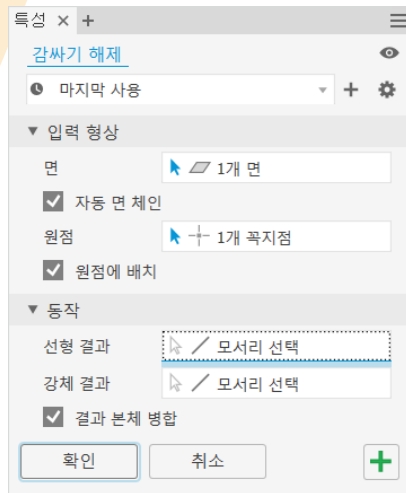 특성 × +
감싸기 해제
마지막 사용
▼ 입력 형상
면 1개 면
자동 면 체인
원점 1개 꼭지점
원점에 배치
▼ 동작
선형 결과 모서리 선택
강체 결과 모서리 선택
결과 본체 병합
확인 취소